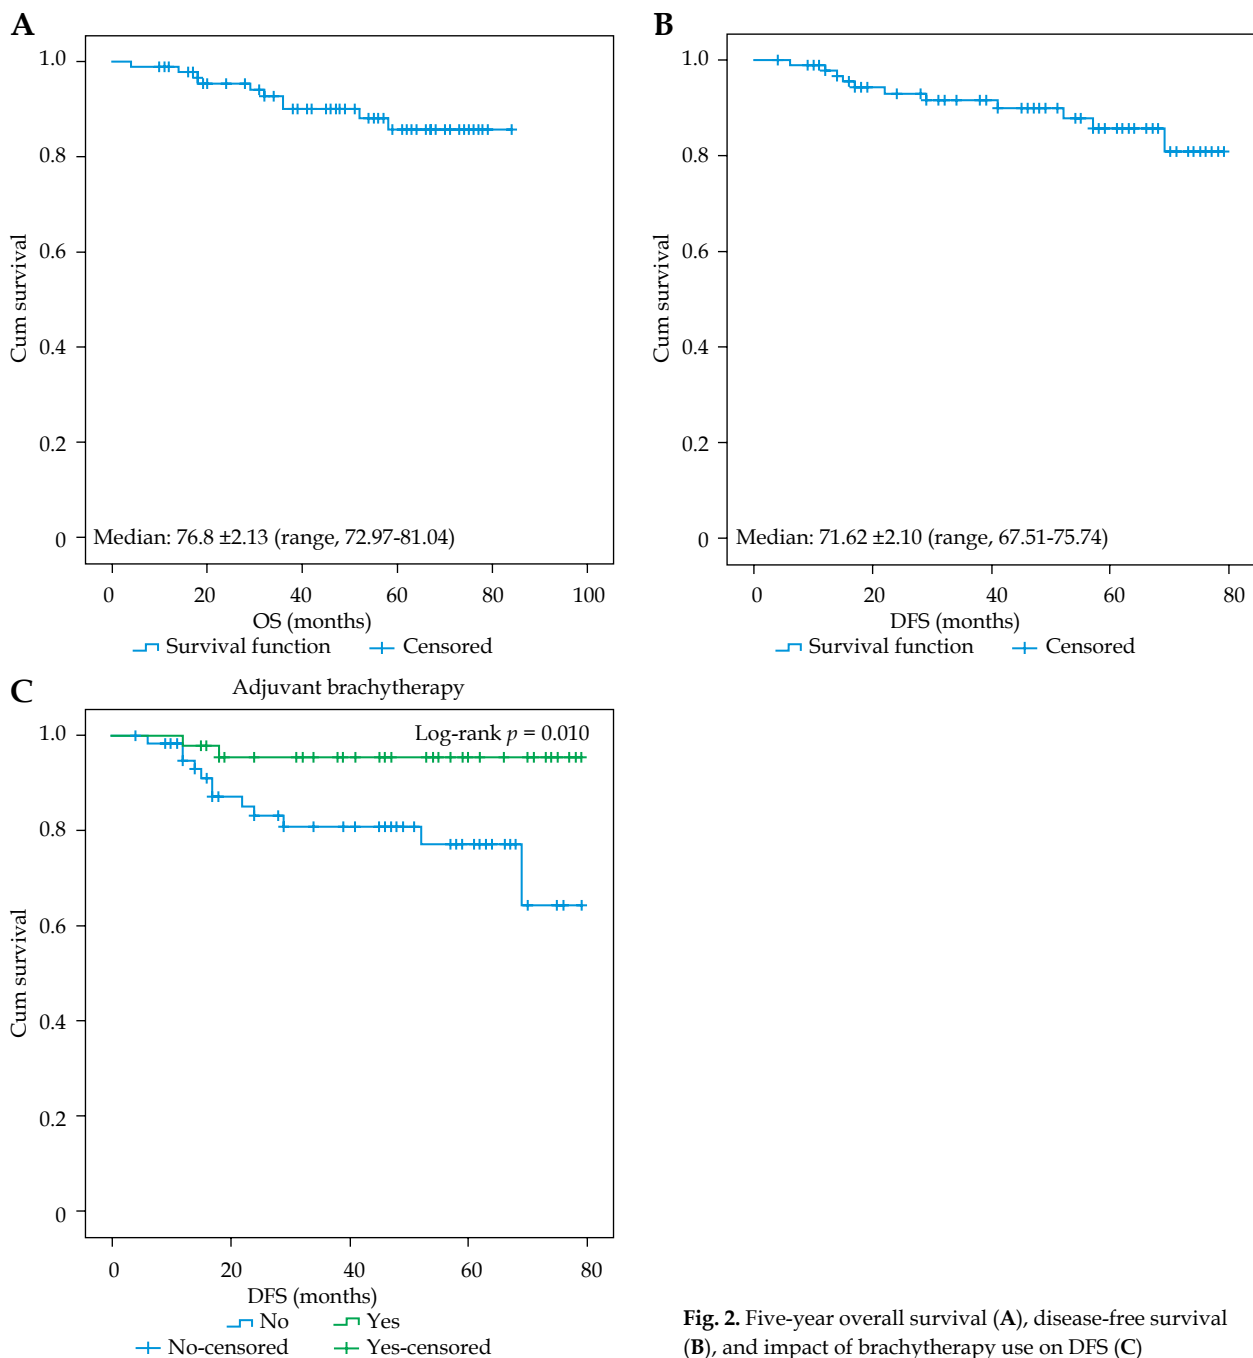 A
1.0
0.8
0.6
0.4
0.2
0
Cum survival
Median: 76.8 ±2.13 (range, 72.97-81.04)
0 20 40 60 80 100
OS (months)
Survival function Censored
B
1.0
0.8
0.6
0.4
0.2
0
Cum survival
Median: 71.62 ±2.10 (range, 67.51-75.74)
0 20 40 60 80
DFS (months)
Survival function Censored
C
Adjuvant brachytherapy
Log-rank p = 0.010
1.0
0.8
0.6
0.4
0.2
0
Cum survival
0 20 40 60 80
DFS (months)
No Yes
No-censored Yes-censored
Fig. 2. Five-year overall survival (A), disease-free survival
(B), and impact of brachytherapy use on DFS (C)